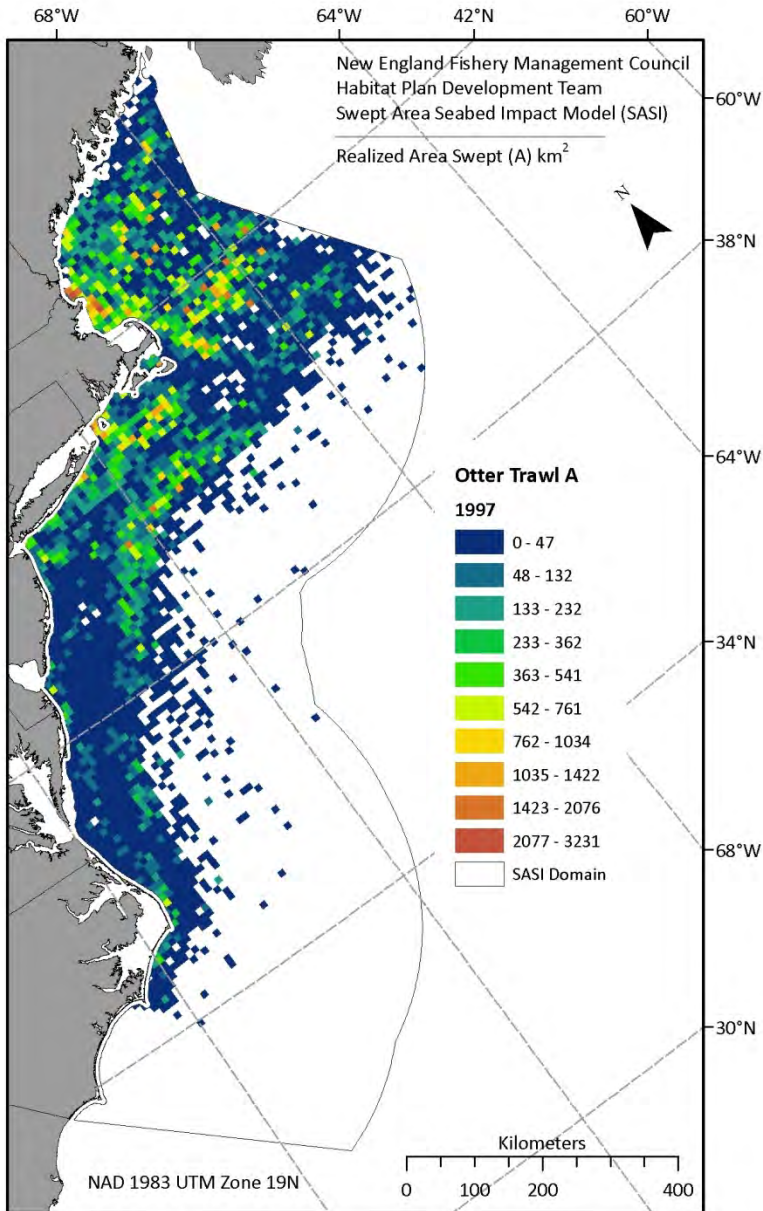 68°W 64°W 42°N 60°W
New England Fishery Management Council
Habitat Plan Development Team
Swept Area Seabed Impact Model (SASI)
Realized Area Swept (A) km²
60°W
N
38°N
64°W
Otter Trawl A
1997
0 - 47
48 - 132
133 - 232
233 - 362
363 - 541
542 - 761
762 - 1034
1035 - 1422
1423 - 2076
2077 - 3231
SASI Domain
34°N
68°W
30°N
Kilometers
0 100 200 300 400
NAD 1983 UTM Zone 19N